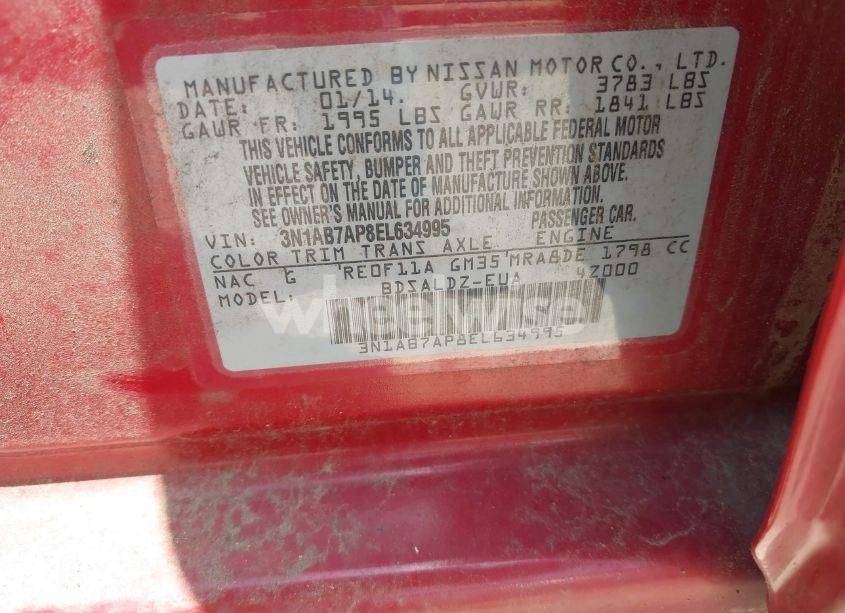 MANUFACTURED BY NISSAN MOTOR CO., LTD.
DATE: 01/14. GVWR: 3783 LBS
GAWR FR: 1995 LBS GAWR RR: 1841 LBS
THIS VEHICLE CONFORMS TO ALL APPLICABLE FEDERAL MOTOR
VEHICLE SAFETY, BUMPER AND THEFT PREVENTION STANDARDS
IN EFFECT ON THE DATE OF MANUFACTURE SHOWN ABOVE.
SEE OWNER'S MANUAL FOR ADDITIONAL INFORMATION.
VIN: 3N1AB7AP8EL634995 PASSENGER CAR.
COLOR TRIM TRANS AXLE ENGINE
NAC G RE0F11A GM35 MRA8DE 1798 CC
MODEL: BDSALDZ-EUA 4Z000
wheelwise
3N1AB7AP8EL634995